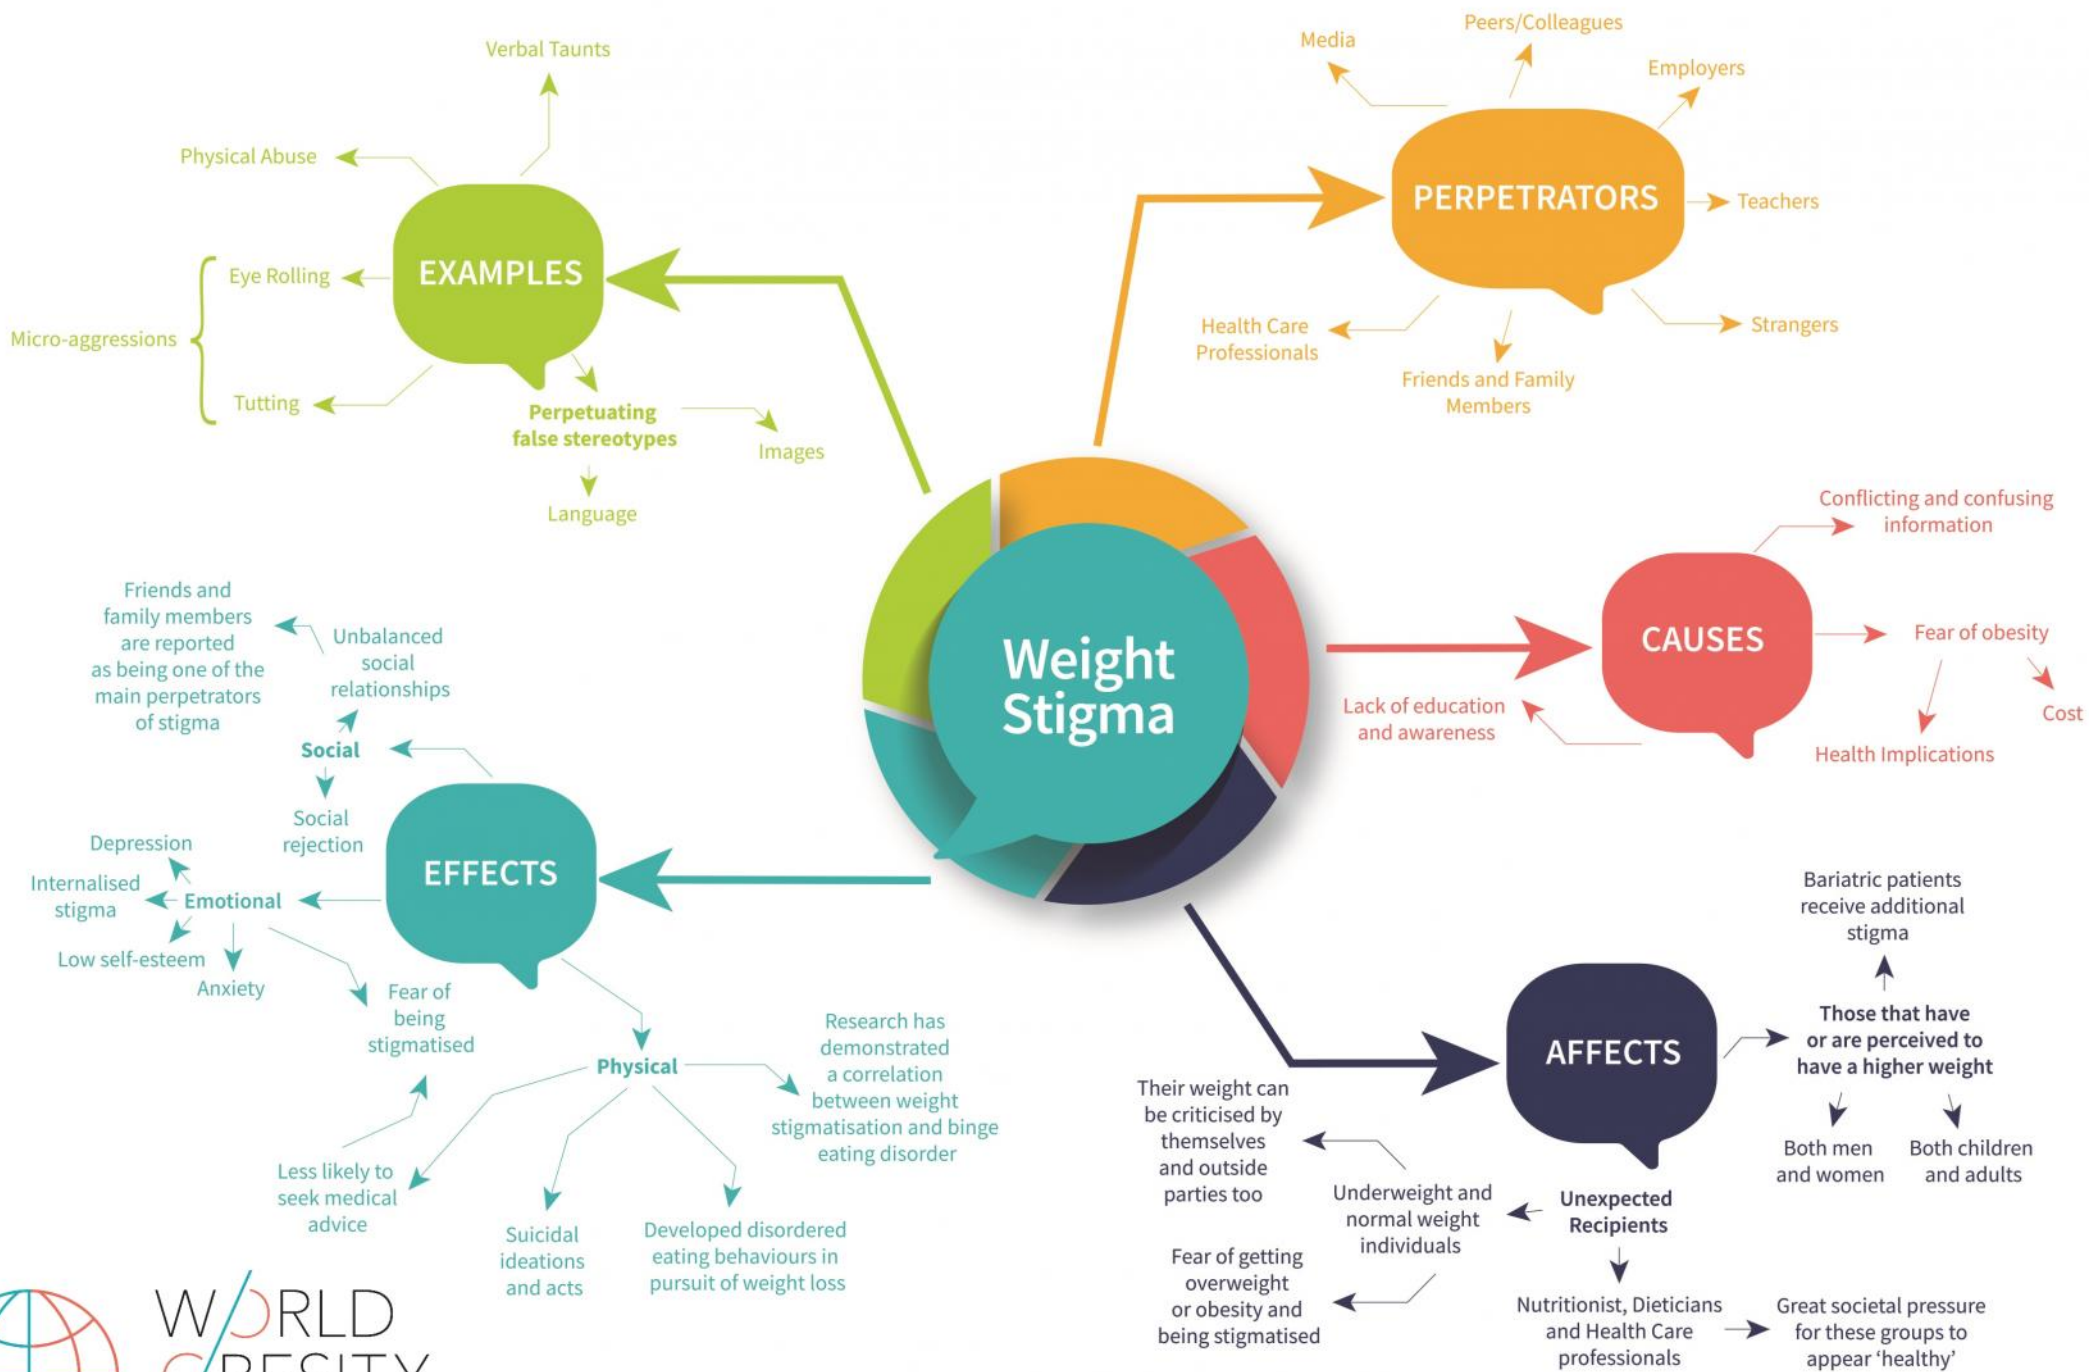 Verbal Taunts
Physical Abuse
EXAMPLES
Eye Rolling
Micro-aggressions
Tutting
Perpetuating
false stereotypes
Images
Language
Media
Peers/Colleagues
Employers
PERPETRATORS
Teachers
Strangers
Health Care
Professionals
Friends and Family
Members
Weight
Stigma
Conflicting and confusing
information
CAUSES
Fear of obesity
Cost
Health Implications
Lack of education
and awareness
Friends and
family members
are reported
as being one of the
main perpetrators
of stigma
Unbalanced
social
relationships
Social
Social
rejection
EFFECTS
Depression
Internalised
stigma
Emotional
Low self-esteem
Anxiety
Fear of
being
stigmatised
Physical
Research has
demonstrated
a correlation
between weight
stigmatisation and binge
eating disorder
Less likely to
seek medical
advice
Suicidal
ideations
and acts
Developed disordered
eating behaviours in
pursuit of weight loss
AFFECTS
Bariatric patients
receive additional
stigma
Those that have
or are perceived to
have a higher weight
Both men
and women
Both children
and adults
Unexpected
Recipients
Underweight and
normal weight
individuals
Their weight can
be criticised by
themselves
and outside
parties too
Fear of getting
overweight
or obesity and
being stigmatised
Nutritionist, Dieticians
and Health Care
professionals
Great societal pressure
for these groups to
appear ‘healthy’
WORLD
OBESITY